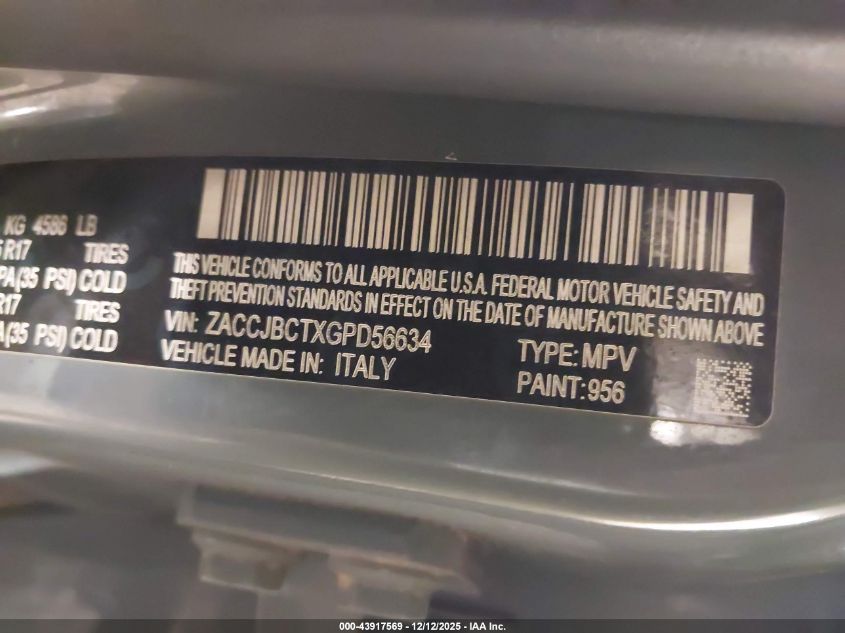 KG 4586 LB
R17 TIRES
PA(35 PSI) COLD
R17 TIRES
A(35 PSI) COLD
THIS VEHICLE CONFORMS TO ALL APPLICABLE U.S.A. FEDERAL MOTOR VEHICLE SAFETY AND
THEFT PREVENTION STANDARDS IN EFFECT ON THE DATE OF MANUFACTURE SHOWN ABOVE
VIN: ZACCJBCTXGPD56634
TYPE: MPV
VEHICLE MADE IN: ITALY
PAINT: 956
000-43917569 - 12/12/2025 - IAA Inc.